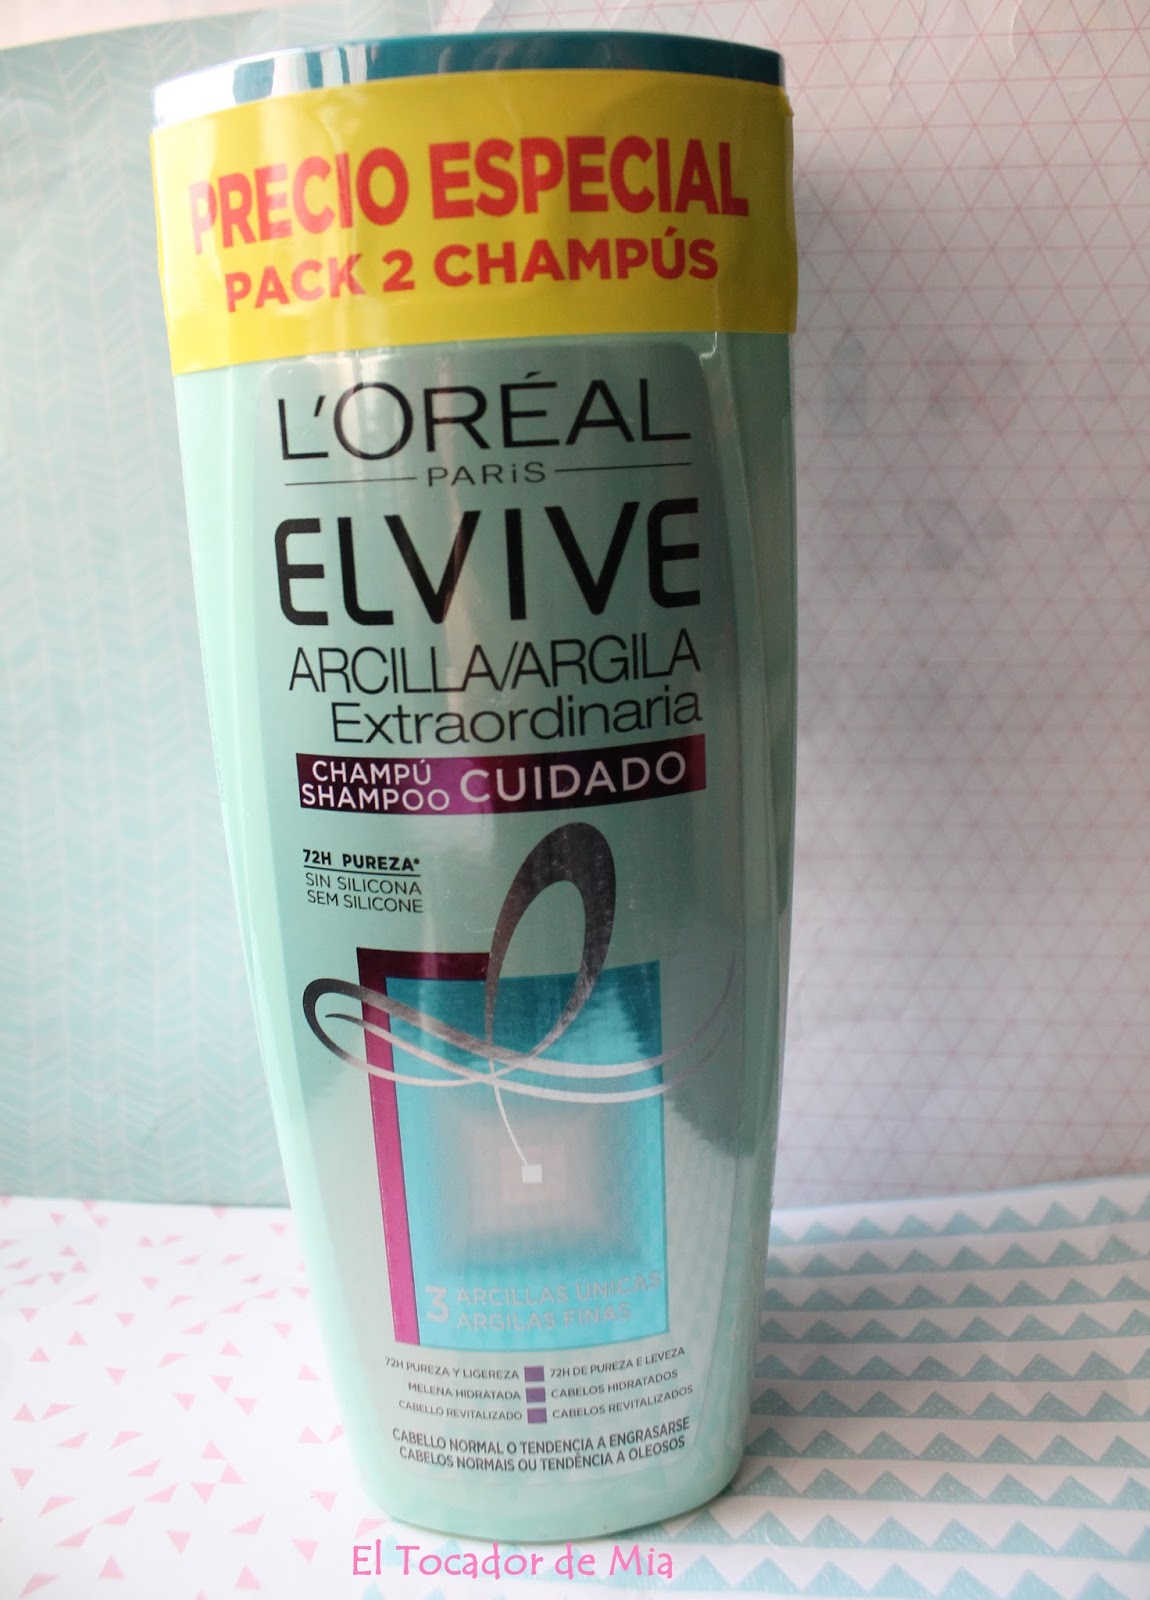 PRECIO ESPECIAL
PACK 2 CHAMPÚS
L'ORÉAL
PARiS
ELVIVE
ARCILLA/ARGILA
Extraordinaria
CHAMPÚ
SHAMPOO
CUIDADO
72H PUREZA*
SIN SILICONA
SEM SILICONE
3 ARCILLAS ÚNICAS
ARGILAS FINAS
72H PUREZA Y LIGEREZA 72H DE PUREZA E LEVEZA
MELENA HIDRATADA CABELOS HIDRATADOS
CABELLO REVITALIZADO CABELOS REVITALIZADOS
CABELLO NORMAL O TENDENCIA A ENGRASARSE
CABELOS NORMAIS OU TENDÊNCIA A OLEOSOS
El Tocador de Mia